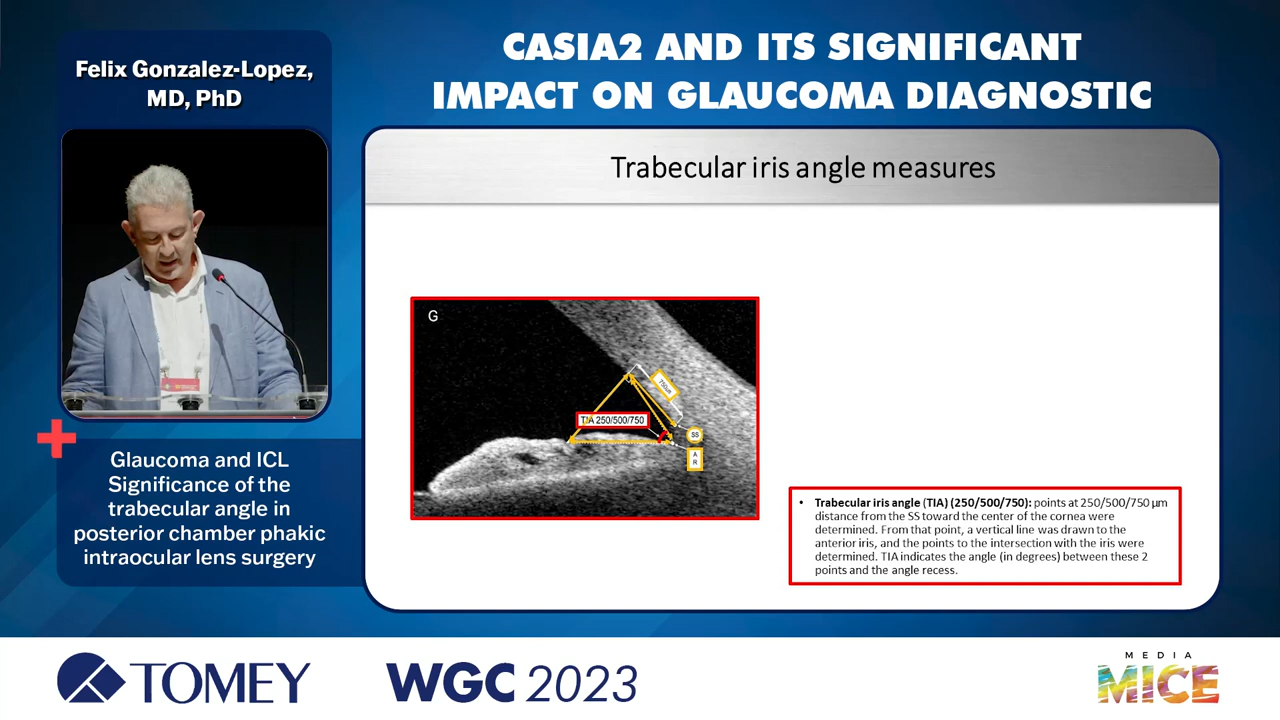 Felix Gonzalez-Lopez,
MD, PhD
CASIA2 AND ITS SIGNIFICANT
IMPACT ON GLAUCOMA DIAGNOSTIC
Trabecular iris angle measures
G
750µm
TIA 250/500/750
SS
A
R
• Trabecular iris angle (TIA) (250/500/750): points at 250/500/750 µm
distance from the SS toward the center of the cornea were
determined. From that point, a vertical line was drawn to the
anterior iris, and the points to the intersection with the iris were
determined. TIA indicates the angle (in degrees) between these 2
points and the angle recess.
Glaucoma and ICL
Significance of the
trabecular angle in
posterior chamber phakic
intraocular lens surgery
TOMEY
WGC 2023
MEDIA
MICE